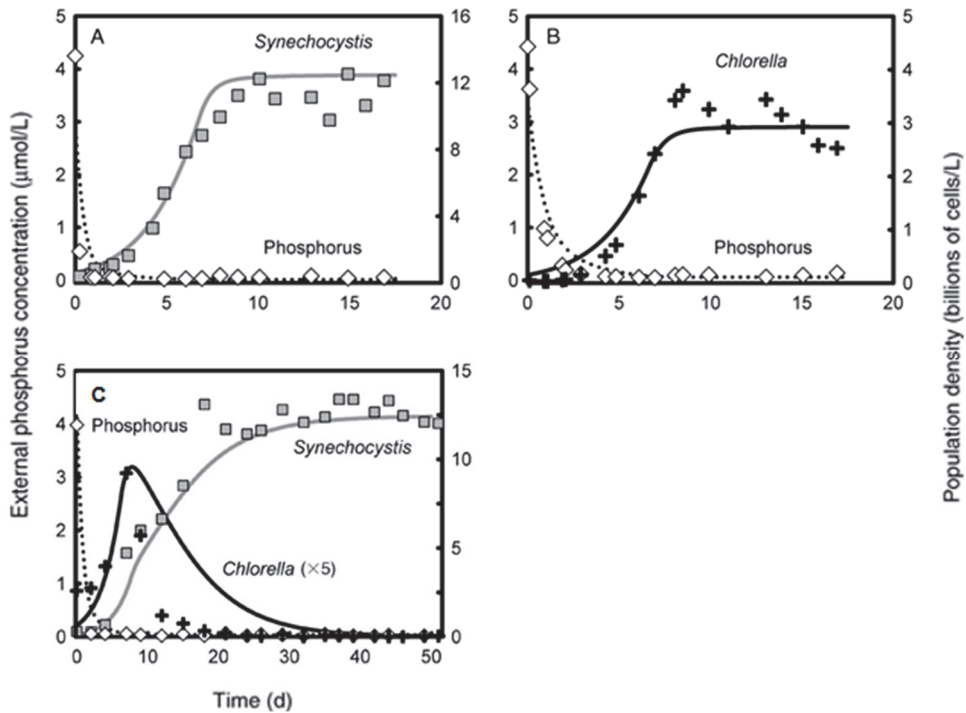 External phosphorus concentration (μmol/L)
Population density (billions of cells/L)
A
Synechocystis
Phosphorus
5
4
3
2
1
0
16
12
8
4
0
0 5 10 15 20
B
Chlorella
Phosphorus
5
4
3
2
1
0
5
4
3
2
1
0
0 5 10 15 20
C
Phosphorus
Synechocystis
Chlorella (×5)
5
4
3
2
1
0
15
10
5
0
0 10 20 30 40 50
Time (d)